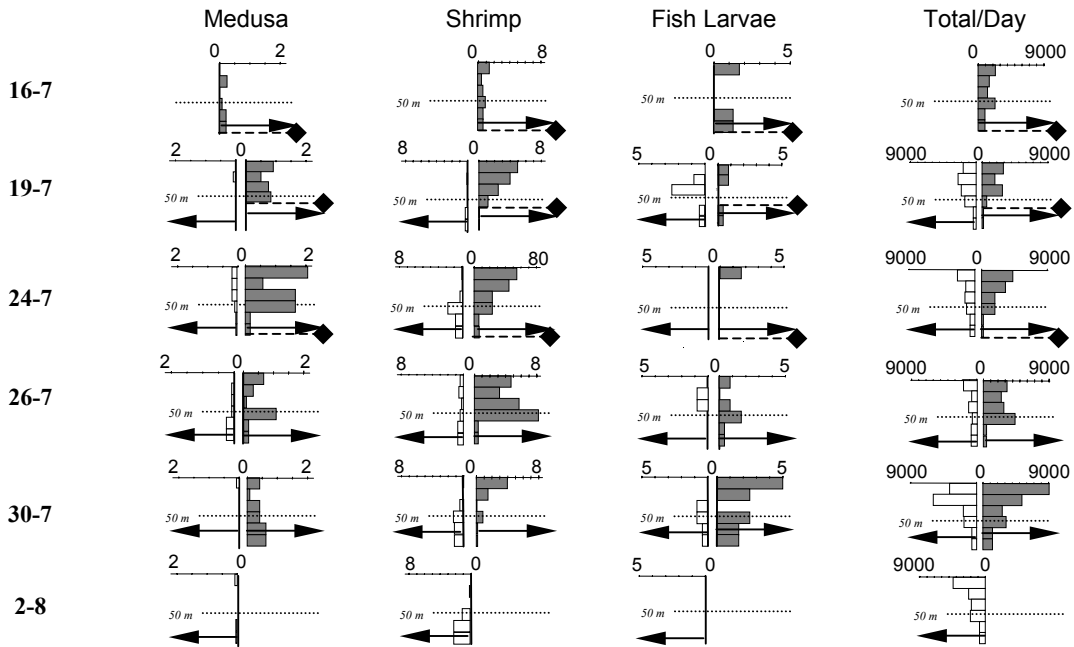 Medusa Shrimp Fish Larvae Total/Day
0 2 0 8 0 5 0 9000
16-7
50 m 50 m 50 m 50 m
2 0 2 0 8 5 0 5 9000 0 9000
19-7
50 m 50 m 50 m 50 m
2 0 2 8 0 80 5 0 5 9000 0 9000
24-7
50 m 50 m 50 m 50 m
2 0 2 8 0 8 5 0 5 9000 0 9000
26-7
50 m 50 m 50 m 50 m
2 0 2 8 0 8 5 0 5 9000 0 9000
30-7
50 m 50 m 50 m 50 m
2 0 8 0 5 0 9000 0
2-8
50 m 50 m 50 m 50 m